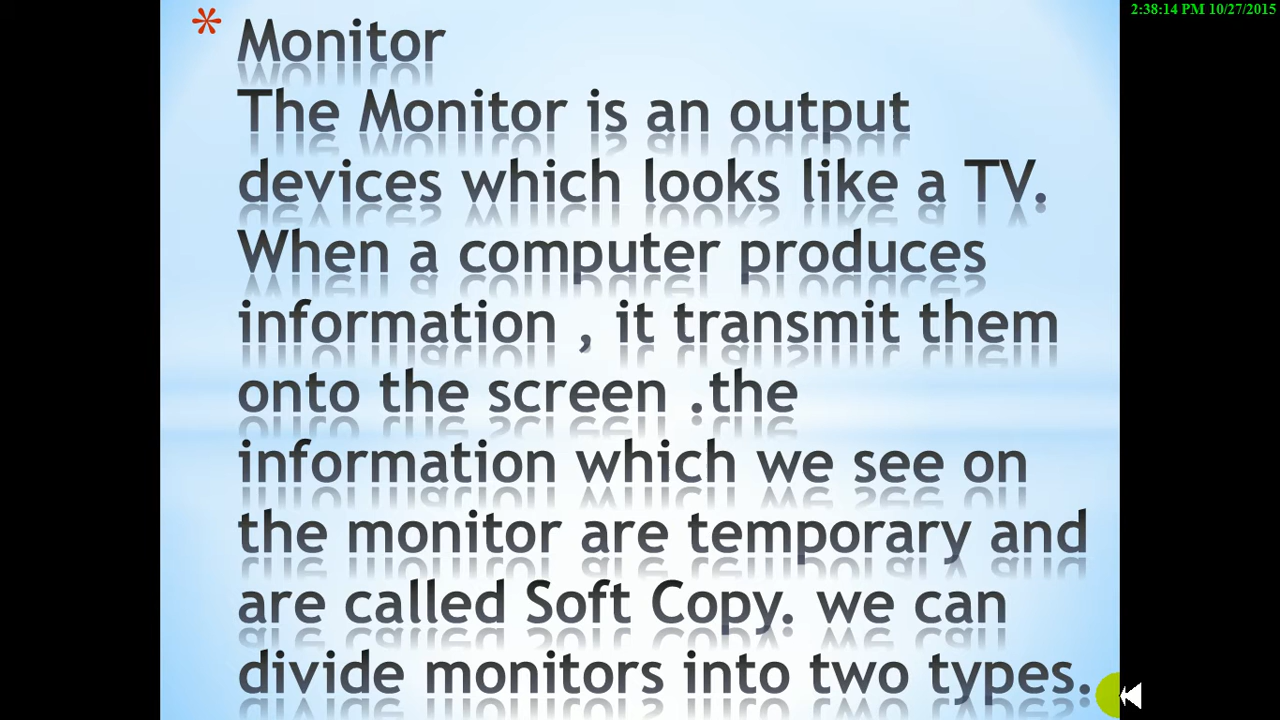 2:38:14 PM 10/27/2015
* Monitor
The Monitor is an output
devices which looks like a TV.
When a computer produces
information , it transmit them
onto the screen .the
information which we see on
the monitor are temporary and
are called Soft Copy. we can
divide monitors into two types.